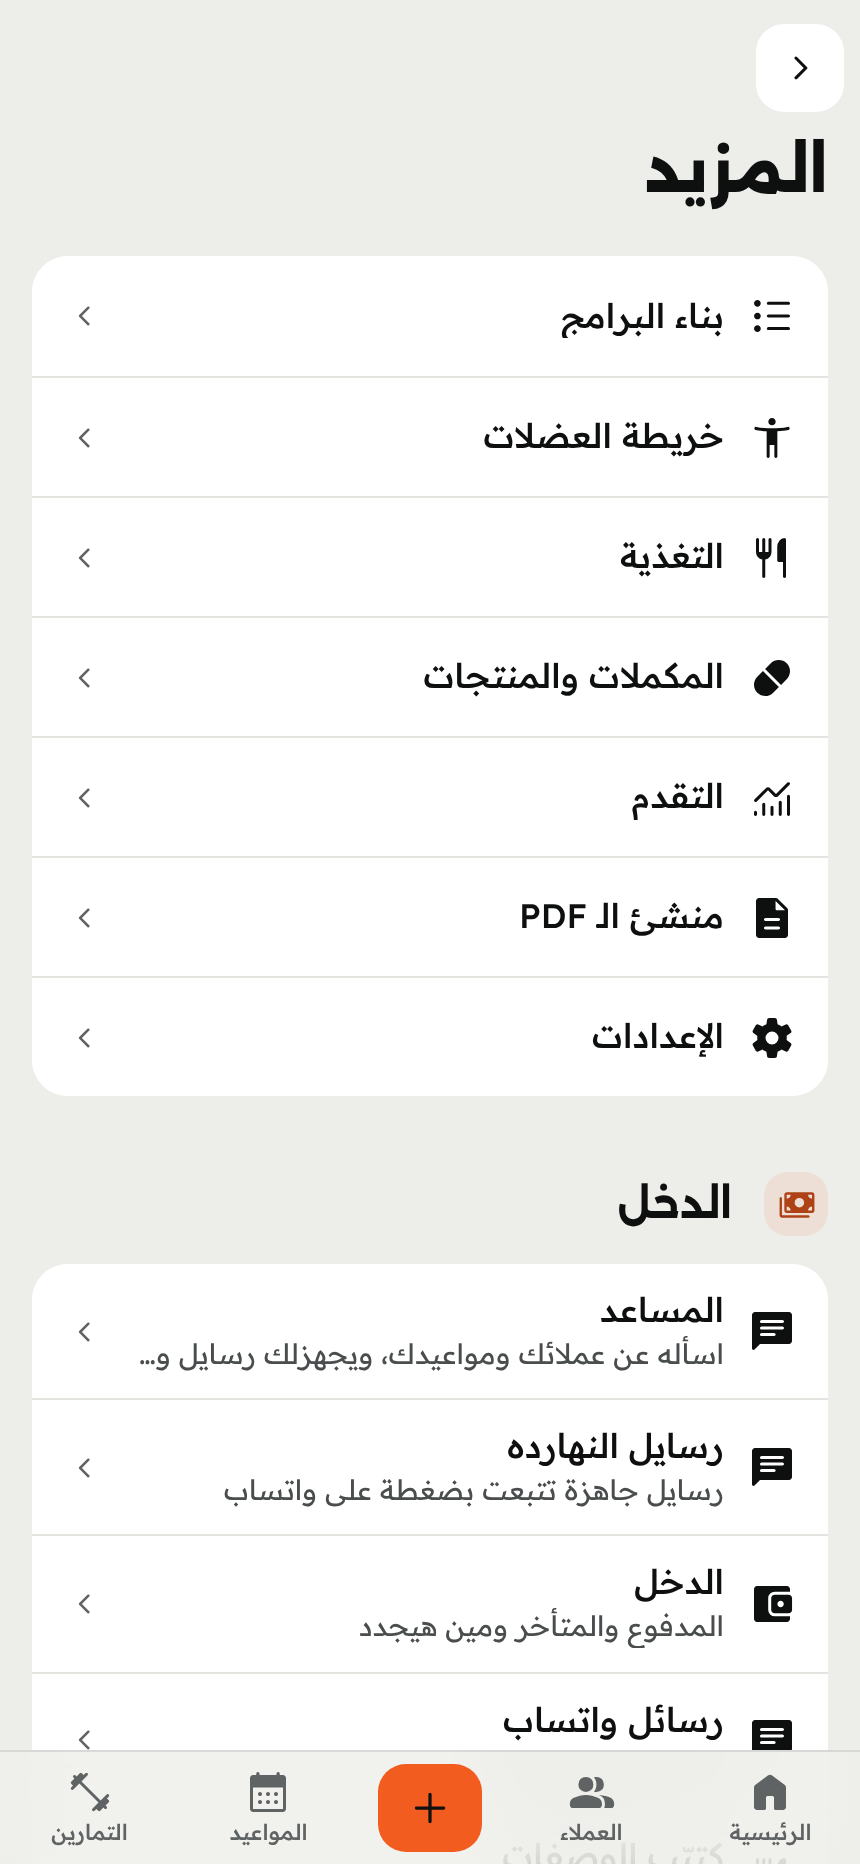 المزيد
بناء البرامج
خريطة العضلات
التغذية
المكملات والمنتجات
التقدم
منشئ الـ PDF
الإعدادات
الدخل
المساعد
اسأله عن عملائك ومواعيدك، ويجهزلك رسايل و...
رسايل النهارده
رسايل جاهزة تتبعت بضغطة على واتساب
الدخل
المدفوع والمتأخر ومين هيجدد
رسائل واتساب
كتيّب الوصفات
الرئيسية
العملاء
المواعيد
التمارين